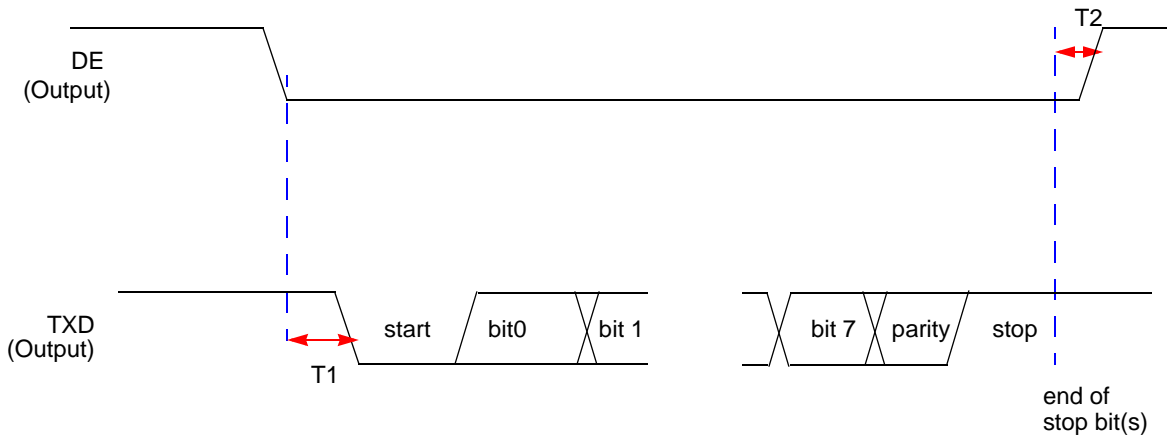 T2
DE
(Output)
TXD
(Output)
start
bit0
bit 1
bit 7
parity
stop
T1
end of
stop bit(s)